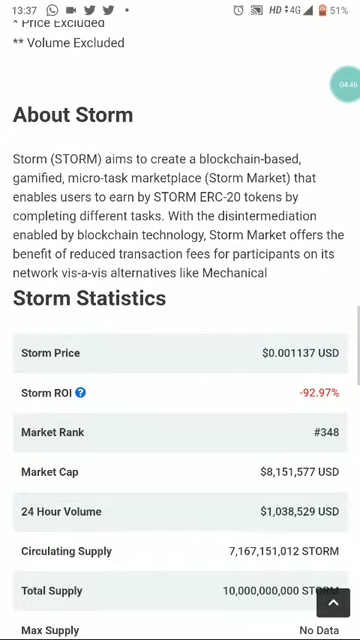 13:37 HD 4G 51%
* Price Excluded
** Volume Excluded
04:46
About Storm
Storm (STORM) aims to create a blockchain-based,
gamified, micro-task marketplace (Storm Market) that
enables users to earn by STORM ERC-20 tokens by
completing different tasks. With the disintermediation
enabled by blockchain technology, Storm Market offers the
benefit of reduced transaction fees for participants on its
network vis-a-vis alternatives like Mechanical
Storm Statistics
Storm Price $0.001137 USD
Storm ROI ? -92.97%
Market Rank #348
Market Cap $8,151,577 USD
24 Hour Volume $1,038,529 USD
Circulating Supply 7,167,151,012 STORM
Total Supply 10,000,000,000 STORM
Max Supply No Data